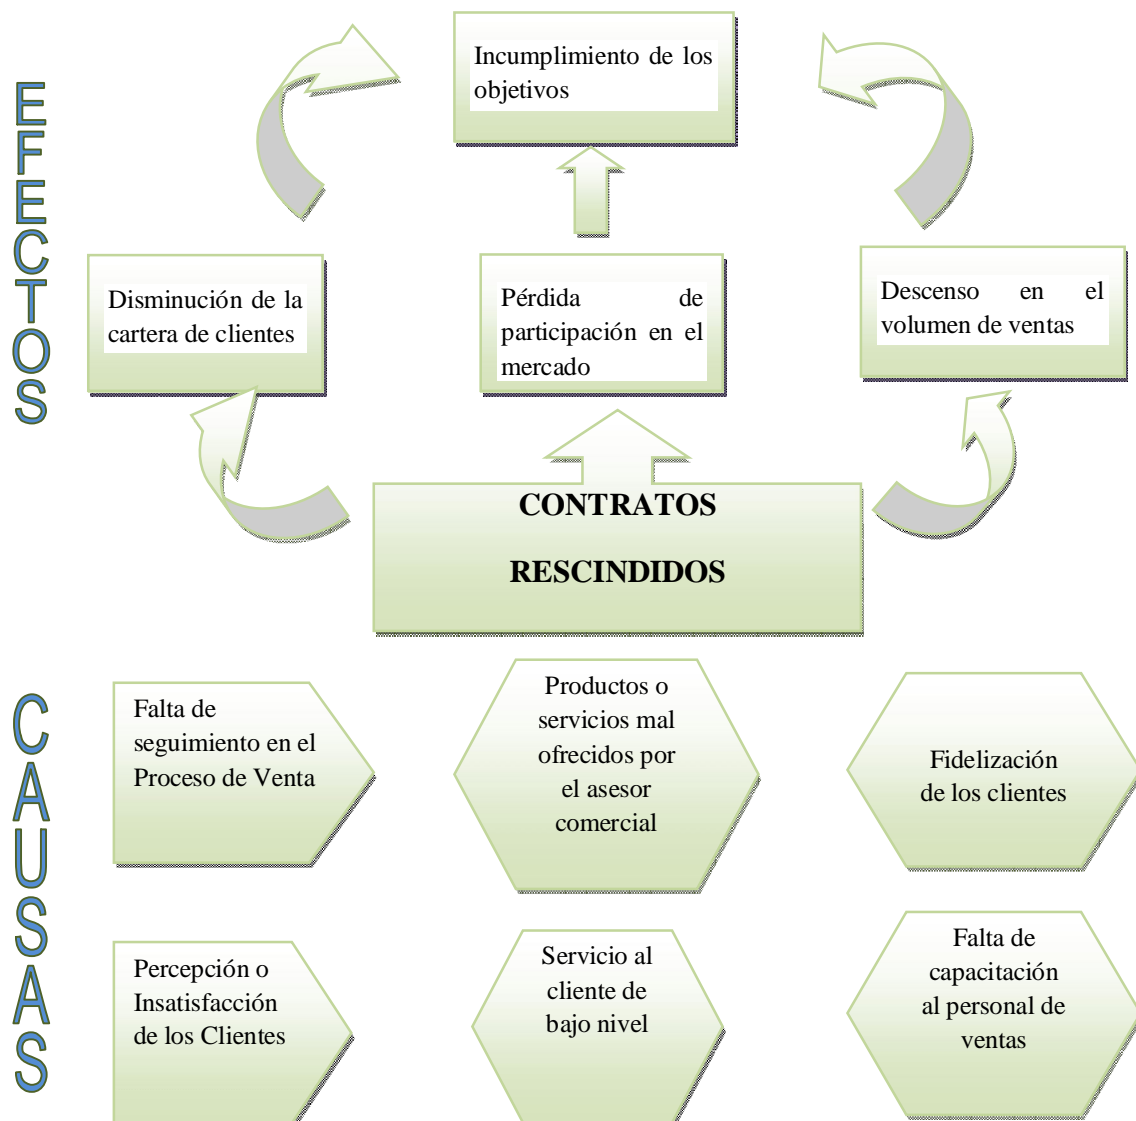 EFECTOS
Incumplimiento de los
objetivos
Disminución de la
cartera de clientes
Pérdida de
participación en el
mercado
Descenso en el
volumen de ventas
CONTRATOS
RESCINDIDOS
CAUSAS
Falta de
seguimiento en el
Proceso de Venta
Productos o
servicios mal
ofrecidos por
el asesor
comercial
Fidelización
de los clientes
Percepción o
Insatisfacción
de los Clientes
Servicio al
cliente de
bajo nivel
Falta de
capacitación
al personal de
ventas